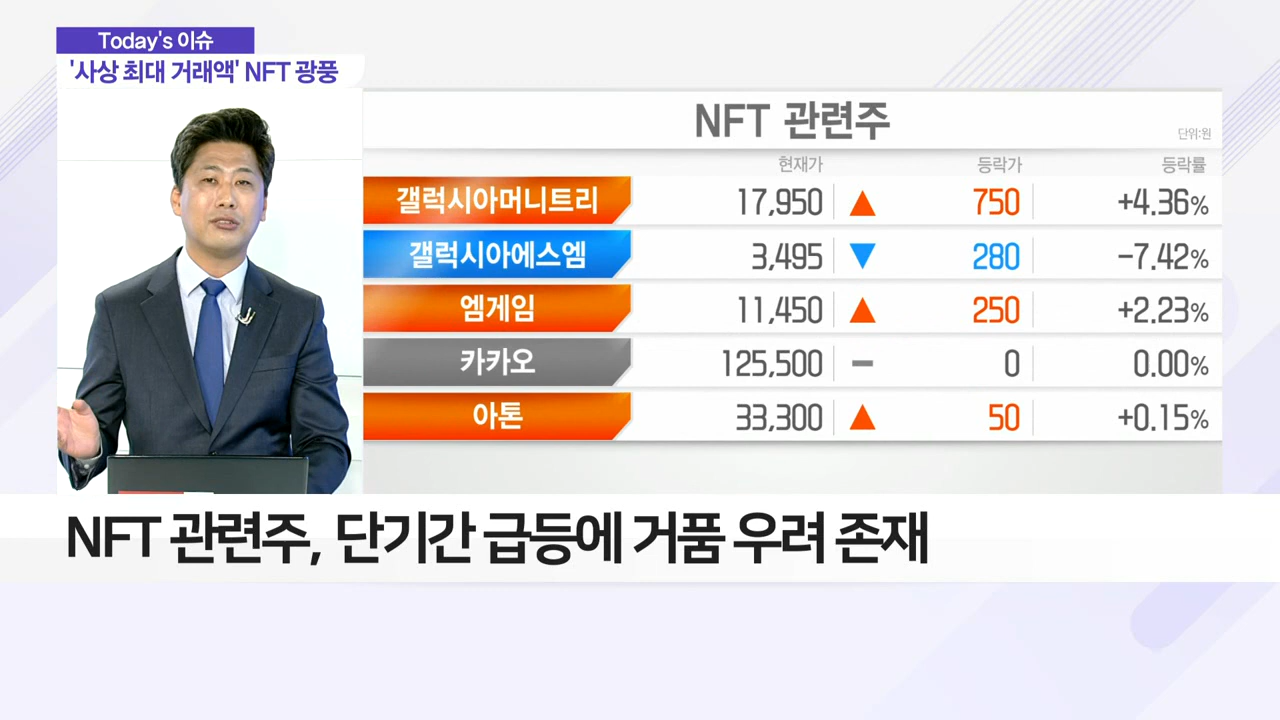 Today's 이슈
'사상 최대 거래액' NFT 광풍
NFT 관련주
단위:원
현재가 등락가 등락률
갤럭시아머니트리 17,950 ▲ 750 +4.36%
갤럭시아에스엠 3,495 ▼ 280 -7.42%
엠게임 11,450 ▲ 250 +2.23%
카카오 125,500 - 0 0.00%
아톤 33,300 ▲ 50 +0.15%
NFT 관련주, 단기간 급등에 거품 우려 존재